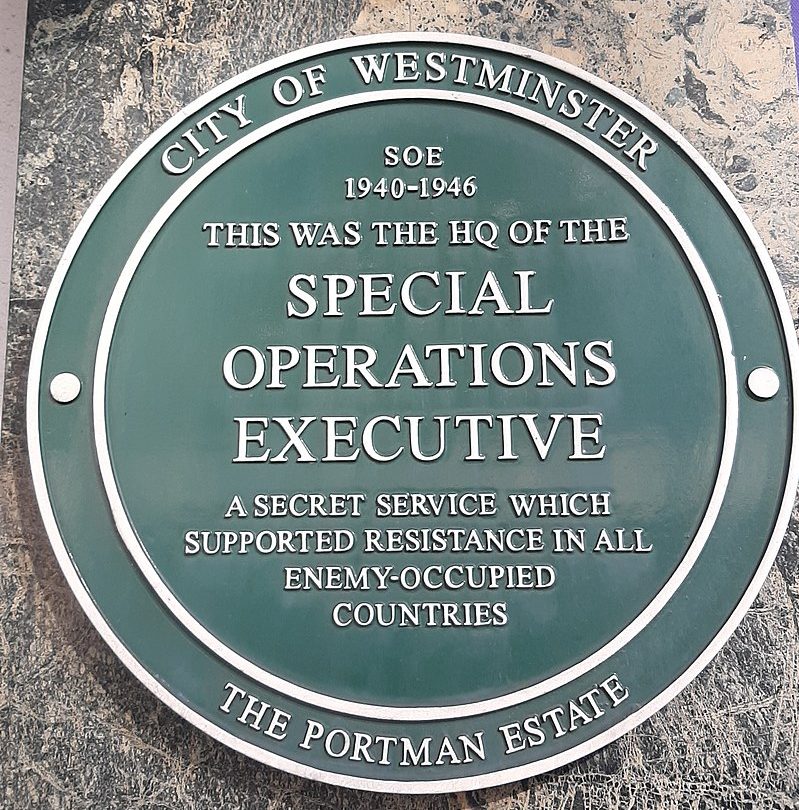 CITY OF WESTMINSTER
SOE
1940-1946
THIS WAS THE HQ OF THE
SPECIAL
OPERATIONS
EXECUTIVE
A SECRET SERVICE WHICH
SUPPORTED RESISTANCE IN ALL
ENEMY-OCCUPIED
COUNTRIES
THE PORTMAN ESTATE